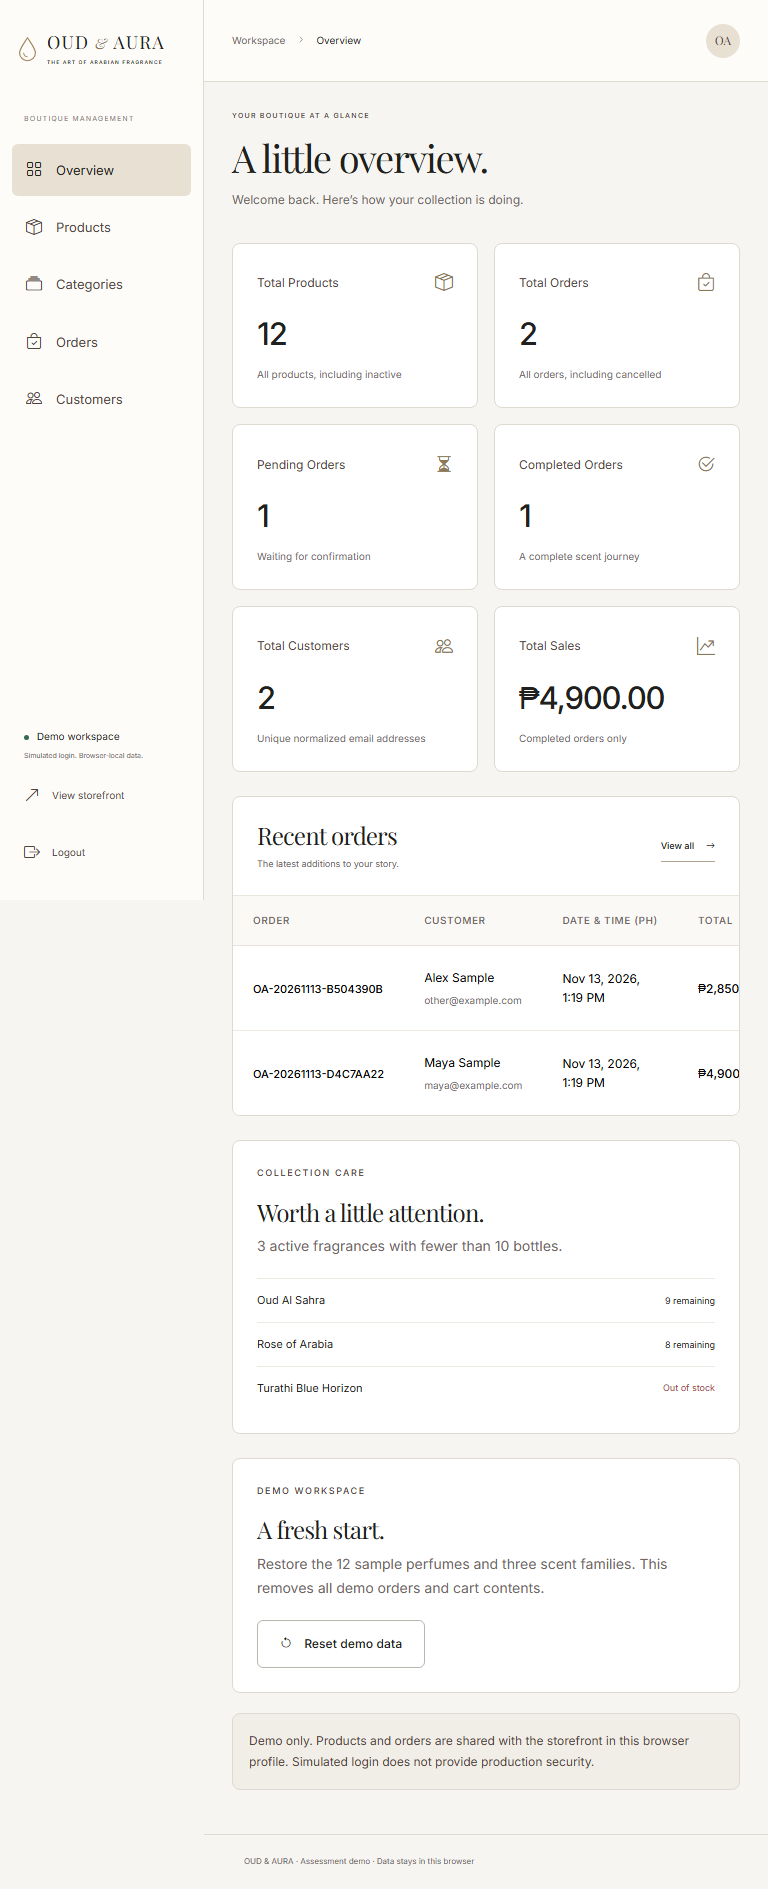 OUD & AURA
THE ART OF ARABIAN FRAGRANCE
BOUTIQUE MANAGEMENT
Overview
Products
Categories
Orders
Customers
Demo workspace
Simulated login. Browser-local data.
View storefront
Logout
Workspace
Overview
OA
YOUR BOUTIQUE AT A GLANCE
A little overview.
Welcome back. Here’s how your collection is doing.
Total Products
12
All products, including inactive
Total Orders
2
All orders, including cancelled
Pending Orders
1
Waiting for confirmation
Completed Orders
1
A complete scent journey
Total Customers
2
Unique normalized email addresses
Total Sales
₱4,900.00
Completed orders only
Recent orders
The latest additions to your story.
View all →
ORDER CUSTOMER DATE & TIME (PH) TOTAL
OA-20261113-B504390B
Alex Sample
other@example.com
Nov 13, 2026,
1:19 PM
₱2,850
OA-20261113-D4C7AA22
Maya Sample
maya@example.com
Nov 13, 2026,
1:19 PM
₱4,900
COLLECTION CARE
Worth a little attention.
3 active fragrances with fewer than 10 bottles.
Oud Al Sahra 9 remaining
Rose of Arabia 8 remaining
Turathi Blue Horizon Out of stock
DEMO WORKSPACE
A fresh start.
Restore the 12 sample perfumes and three scent families. This
removes all demo orders and cart contents.
Reset demo data
Demo only. Products and orders are shared with the storefront in this browser
profile. Simulated login does not provide production security.
OUD & AURA · Assessment demo · Data stays in this browser